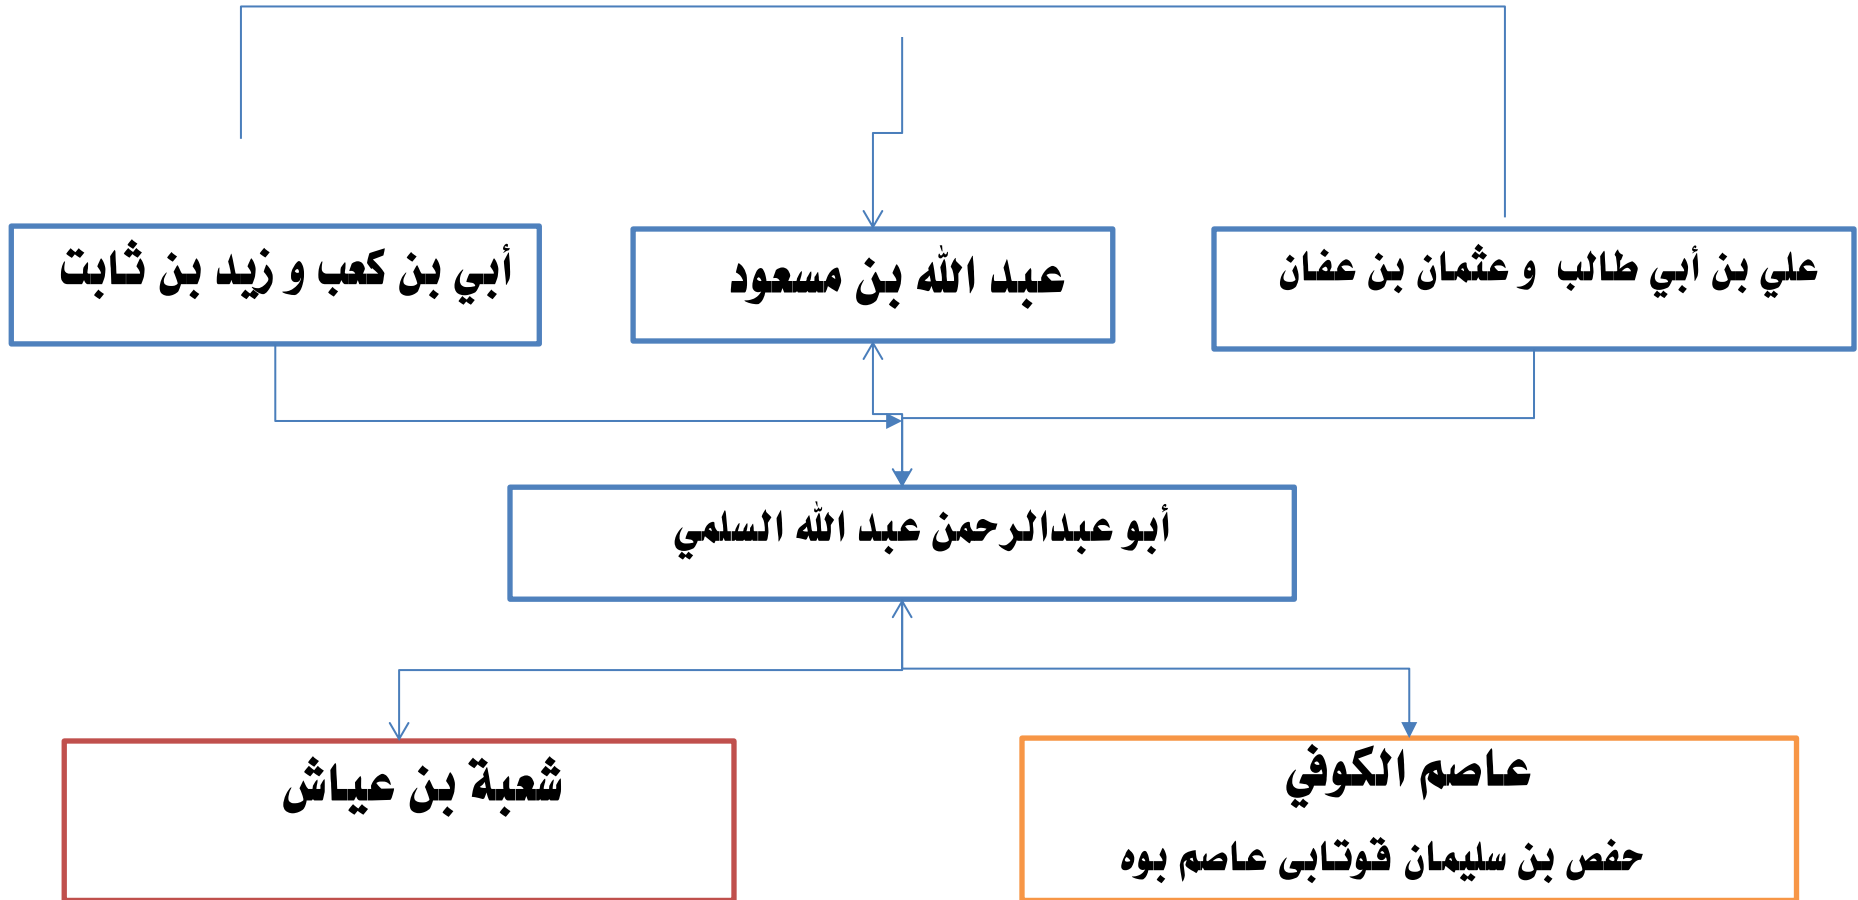 علي بن أبي طالب و عثمان بن عفان
عبد الله بن مسعود
أبي بن كعب و زيد بن ثابت
أبو عبدالرحمن عبد الله السلمي
عاصم الكوفي
حفص بن سليمان قوتابى عاصم بوه
شعبة بن عياش